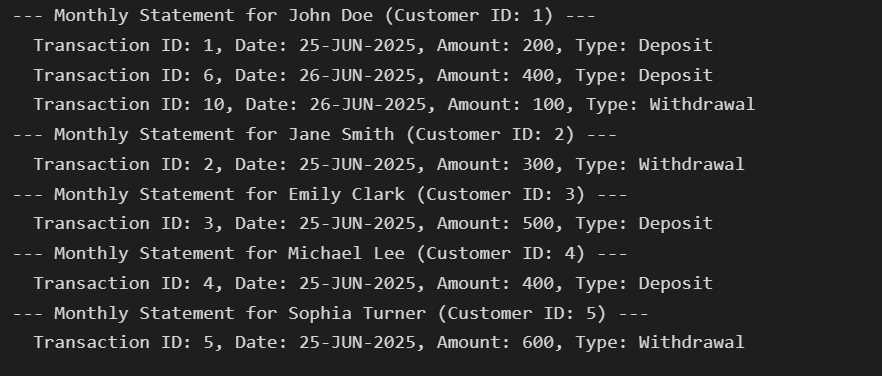 --- Monthly Statement for John Doe (Customer ID: 1) ---
Transaction ID: 1, Date: 25-JUN-2025, Amount: 200, Type: Deposit
Transaction ID: 6, Date: 26-JUN-2025, Amount: 400, Type: Deposit
Transaction ID: 10, Date: 26-JUN-2025, Amount: 100, Type: Withdrawal
--- Monthly Statement for Jane Smith (Customer ID: 2) ---
Transaction ID: 2, Date: 25-JUN-2025, Amount: 300, Type: Withdrawal
--- Monthly Statement for Emily Clark (Customer ID: 3) ---
Transaction ID: 3, Date: 25-JUN-2025, Amount: 500, Type: Deposit
--- Monthly Statement for Michael Lee (Customer ID: 4) ---
Transaction ID: 4, Date: 25-JUN-2025, Amount: 400, Type: Deposit
--- Monthly Statement for Sophia Turner (Customer ID: 5) ---
Transaction ID: 5, Date: 25-JUN-2025, Amount: 600, Type: Withdrawal